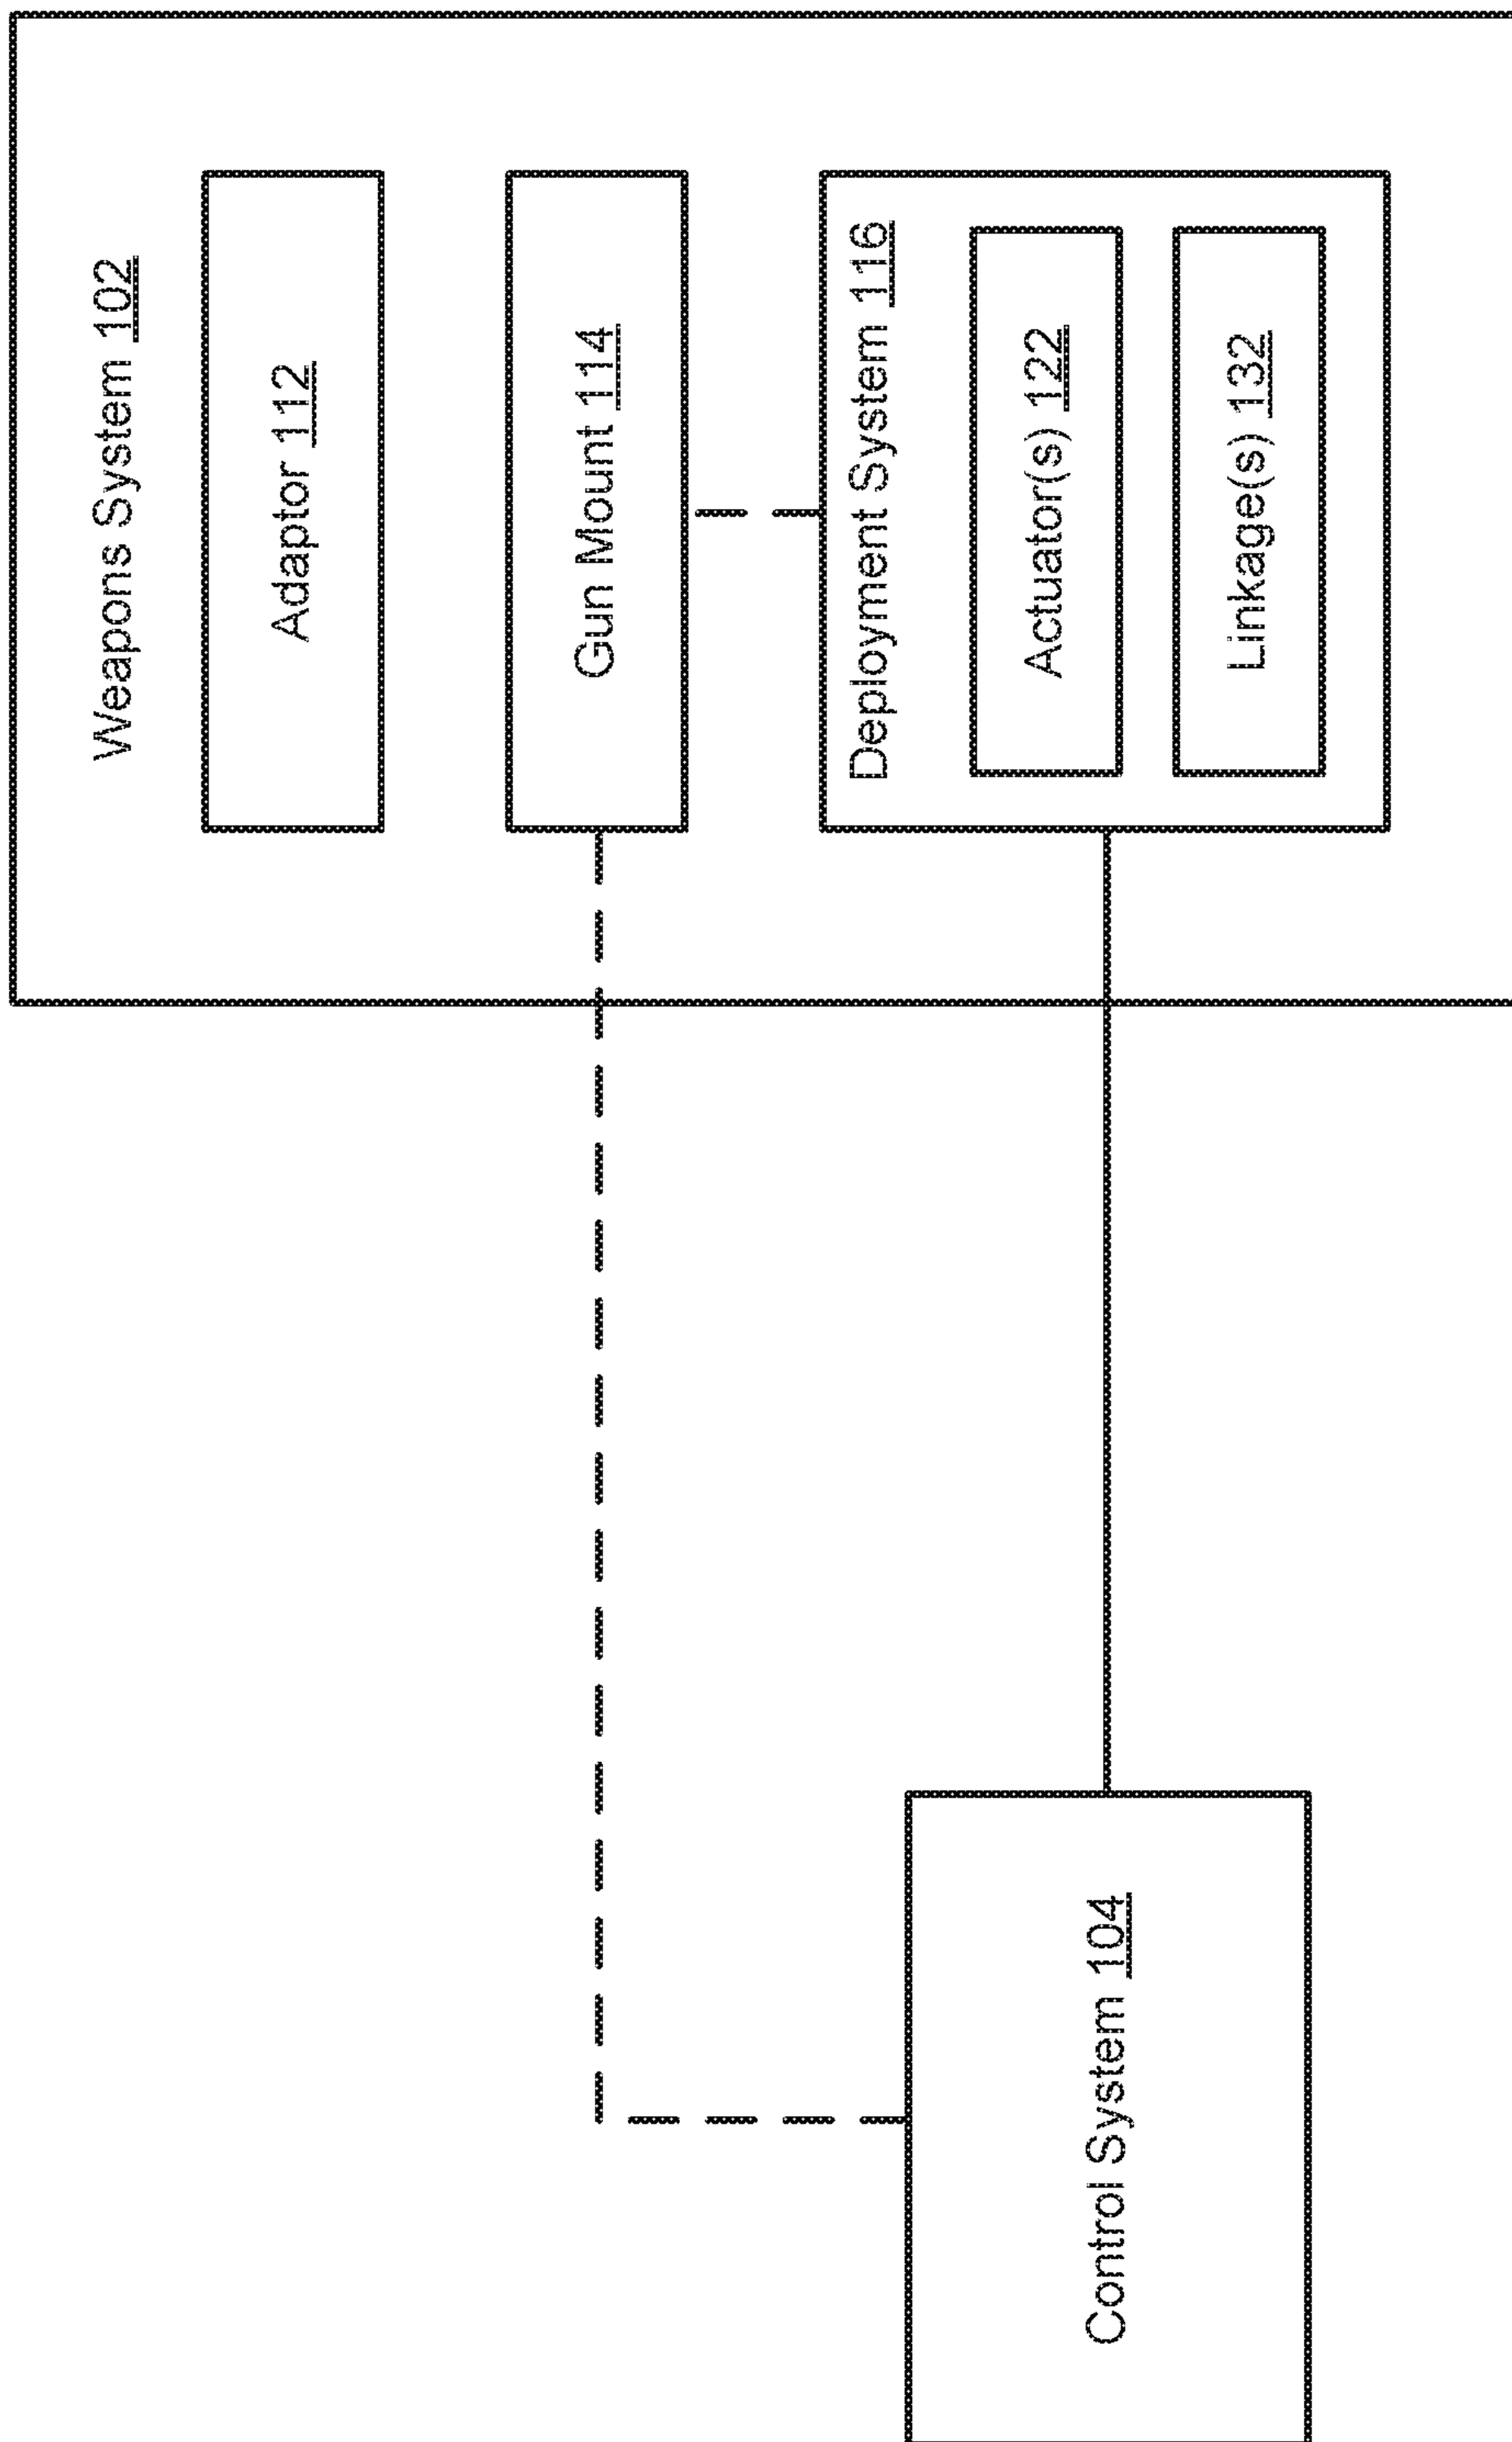 Weapons System 102
Adaptor 112
Gun Mount 114
Deployment System 116
Actuator(s) 122
Linkage(s) 132
Control System 104